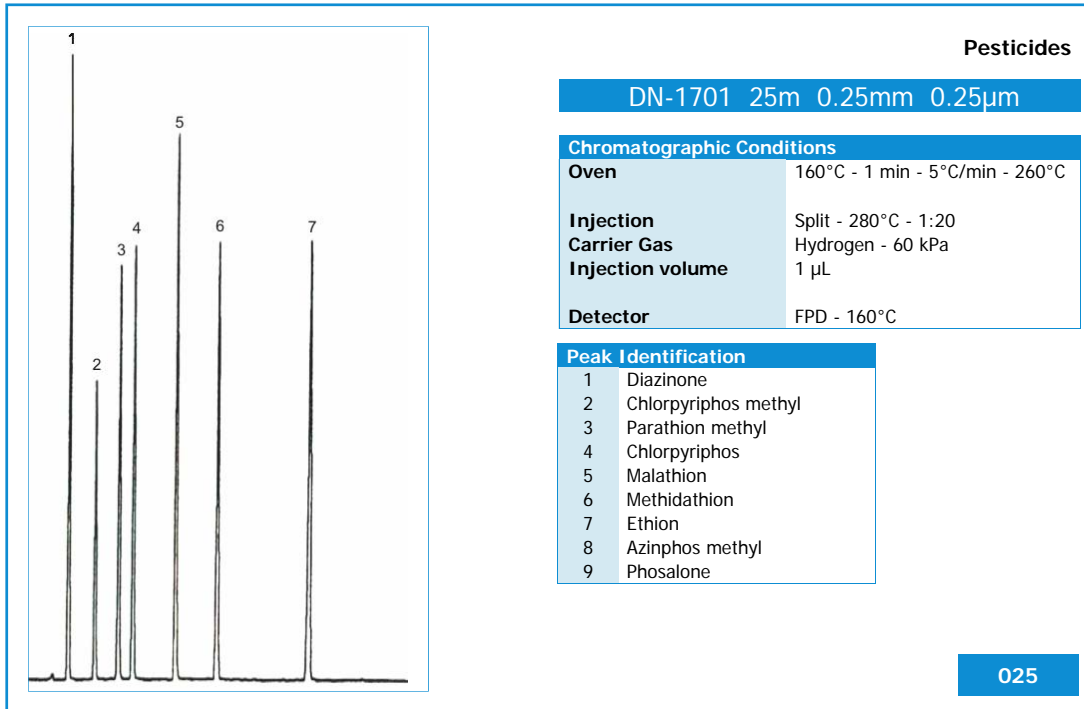 1
5
4
6
7
3
2
Pesticides
DN-1701 25m 0.25mm 0.25µm
Chromatographic Conditions
Oven 160°C - 1 min - 5°C/min - 260°C
Injection Split - 280°C - 1:20
Carrier Gas Hydrogen - 60 kPa
Injection volume 1 µL
Detector FPD - 160°C
Peak Identification
1 Diazinone
2 Chlorpyriphos methyl
3 Parathion methyl
4 Chlorpyriphos
5 Malathion
6 Methidathion
7 Ethion
8 Azinphos methyl
9 Phosalone
025